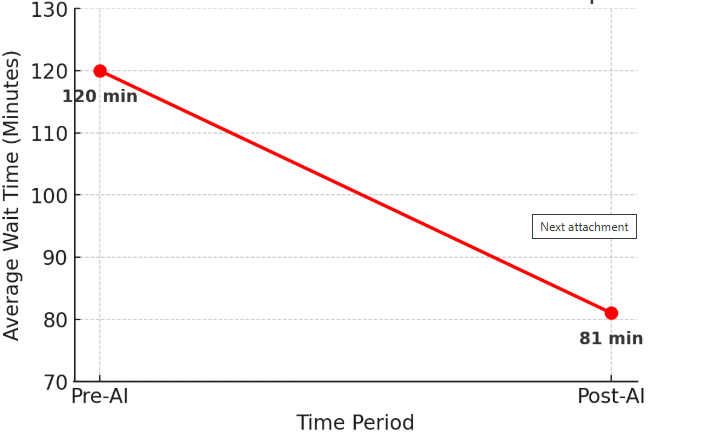 130
120
120 min
110
100
Next attachment
90
80
81 min
70
Pre-AI
Post-AI
Time Period
Average Wait Time (Minutes)